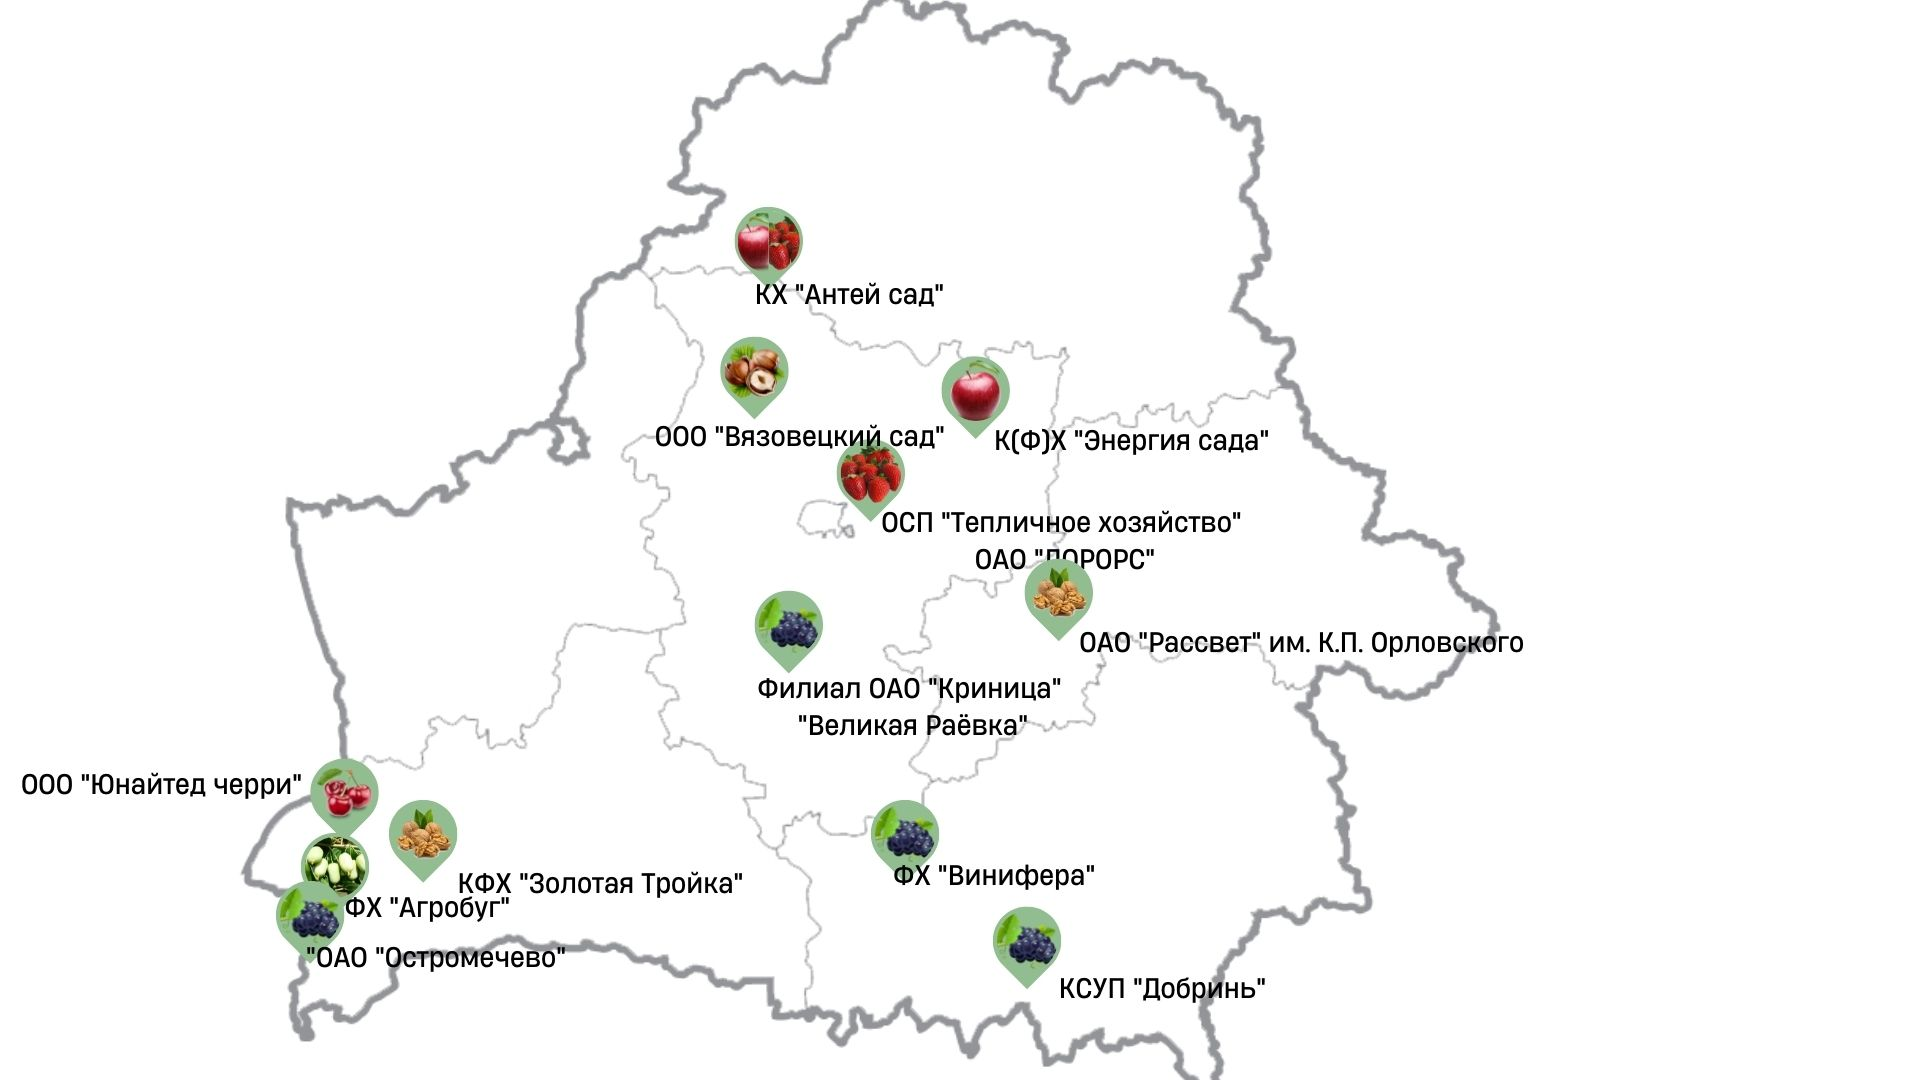 КХ "Антей сад"
ООО "Вязовецкий сад"
К(Ф)Х "Энергия сада"
ОСП "Тепличное хозяйство"
ОАО "ДОРОРС"
ОАО "Рассвет" им. К.П. Орловского
Филиал ОАО "Криница"
"Великая Раёвка"
ООО "Юнайтед черри"
КФХ "Золотая Тройка"
ФХ "Винифера"
ФХ "Агробуг"
"ОАО "Остромечево"
КСУП "Добринь"